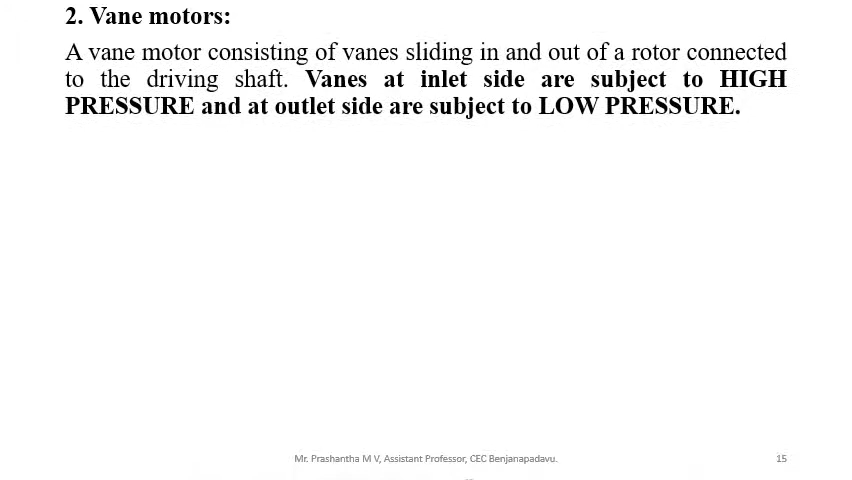 2. Vane motors:
A vane motor consisting of vanes sliding in and out of a rotor connected
to the driving shaft. Vanes at inlet side are subject to HIGH
PRESSURE and at outlet side are subject to LOW PRESSURE.
Mr. Prashantha M V, Assistant Professor, CEC Benjanapadavu.
15